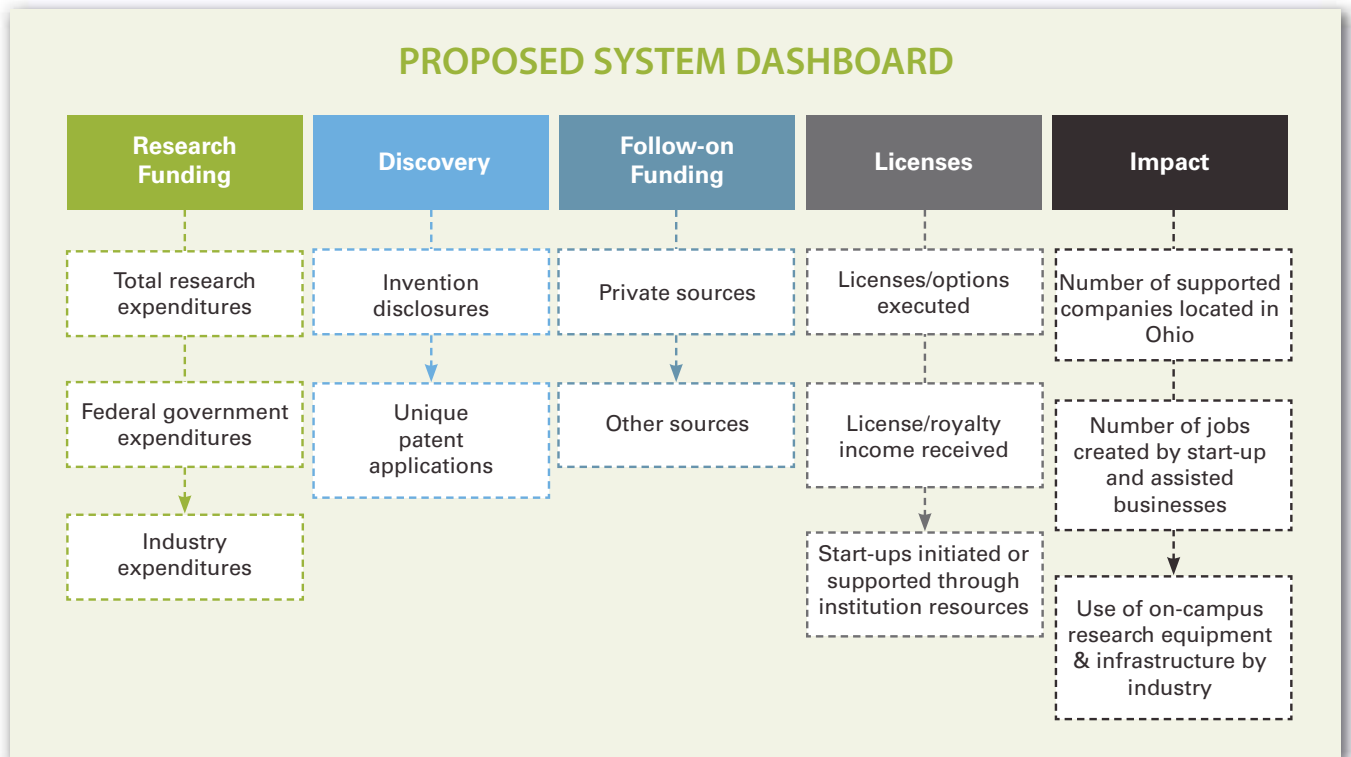 PROPOSED SYSTEM DASHBOARD
Research
Funding
Total research
expenditures
Federal government
expenditures
Industry
expenditures
Discovery
Invention
disclosures
Unique
patent
applications
Follow-on
Funding
Private sources
Other sources
Licenses
Licenses/options
executed
License/royalty
income received
Start-ups initiated or
supported through
institution resources
Impact
Number of supported
companies located in
Ohio
Number of jobs
created by start-up
and assisted
businesses
Use of on-campus
research equipment
& infrastructure by
industry